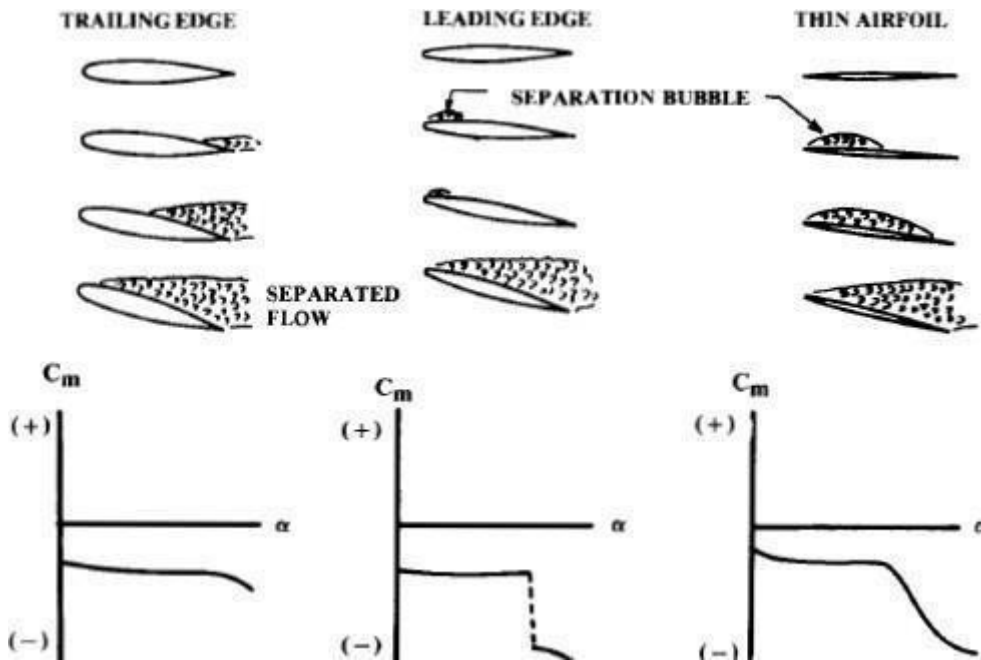 TRAILING EDGE
LEADING EDGE
THIN AIRFOIL
SEPARATION BUBBLE
SEPARATED
FLOW
Cm
(+)
α
(−)
Cm
(+)
α
(−)
Cm
(+)
(−)